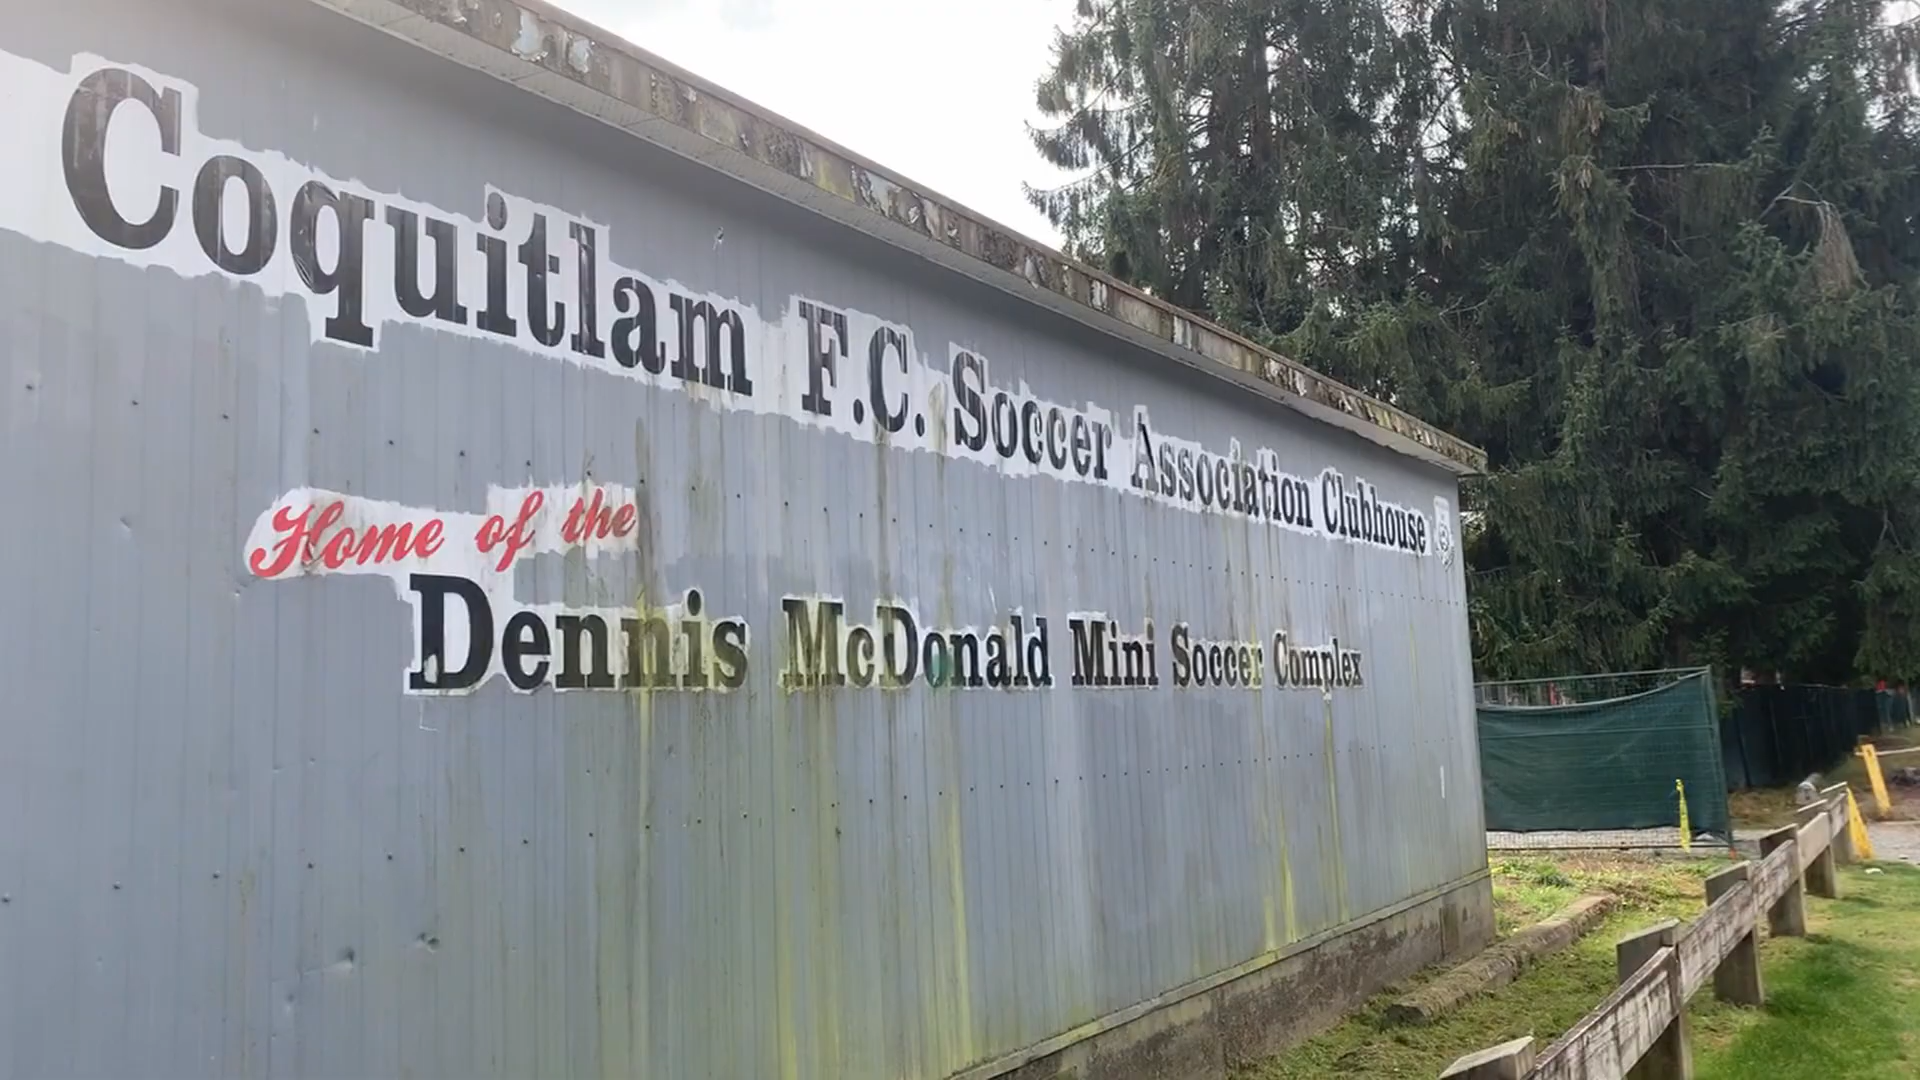 Coquitlam F.C. Soccer Association Clubhouse
Home of the
Dennis McDonald Mini Soccer Complex